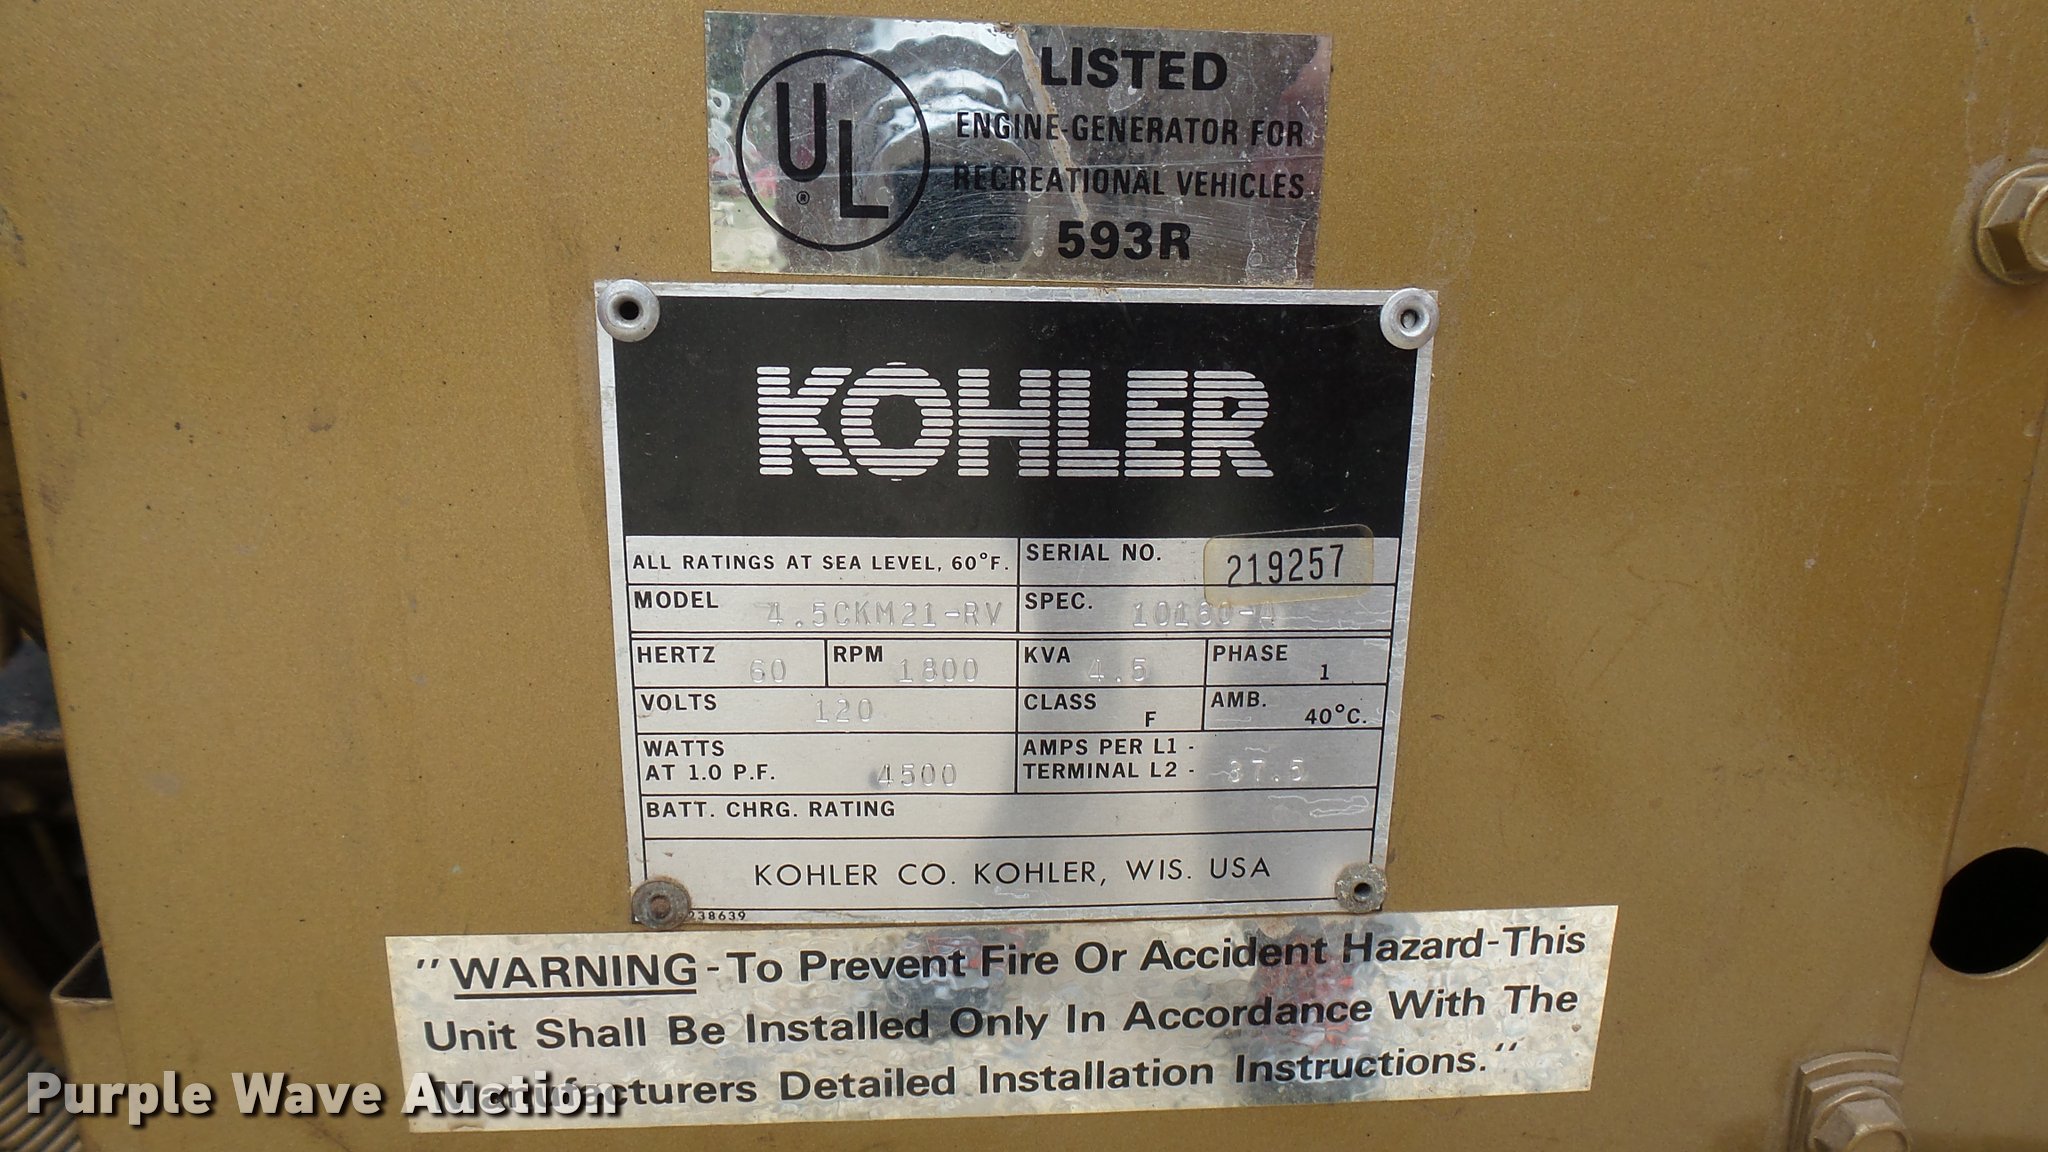 UL® LISTED
ENGINE-GENERATOR FOR
RECREATIONAL VEHICLES
593R
KOHLER
ALL RATINGS AT SEA LEVEL, 60°F. SERIAL NO. 219257
MODEL 4.5CKM21-RV SPEC.
HERTZ 60 RPM 1800 KVA 4.5 PHASE 1
VOLTS 120 CLASS F AMB. 40°C.
WATTS AMPS PER L1 -
AT 1.0 P.F. 4500 TERMINAL L2 - 37.5
BATT. CHRG. RATING
KOHLER CO. KOHLER, WIS. USA
238639
"WARNING - To Prevent Fire Or Accident Hazard-This
Unit Shall Be Installed Only In Accordance With The
Manufacturers Detailed Installation Instructions."
Purple Wave Auction